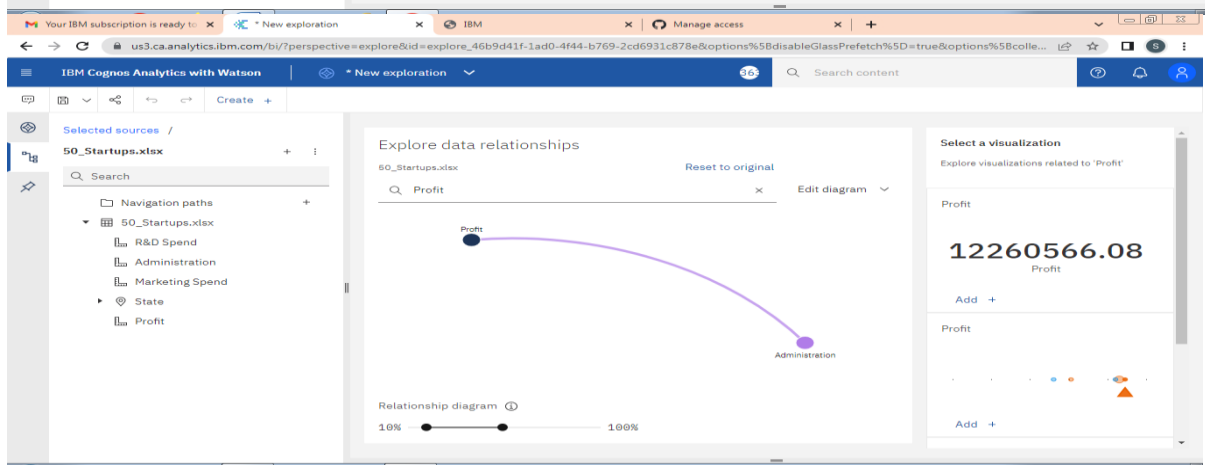 Your IBM subscription is ready to
* New exploration
IBM
Manage access
us3.ca.analytics.ibm.com/bi/?perspective=explore&id=explore_46b9d41f-1ad0-4f44-b769-2cd6931c878e&options%5BdisableGlassPrefetch%5D=true&options%5Bcolle...
S
IBM Cognos Analytics with Watson
* New exploration
Search content
Create +
Selected sources /
50_Startups.xlsx
Search
Navigation paths
50_Startups.xlsx
R&D Spend
Administration
Marketing Spend
State
Profit
Explore data relationships
50_Startups.xlsx
Reset to original
Profit
Edit diagram
Profit
Administration
Relationship diagram
10%
100%
Select a visualization
Explore visualizations related to 'Profit'
Profit
12260566.08
Profit
Add +
Profit
Add +